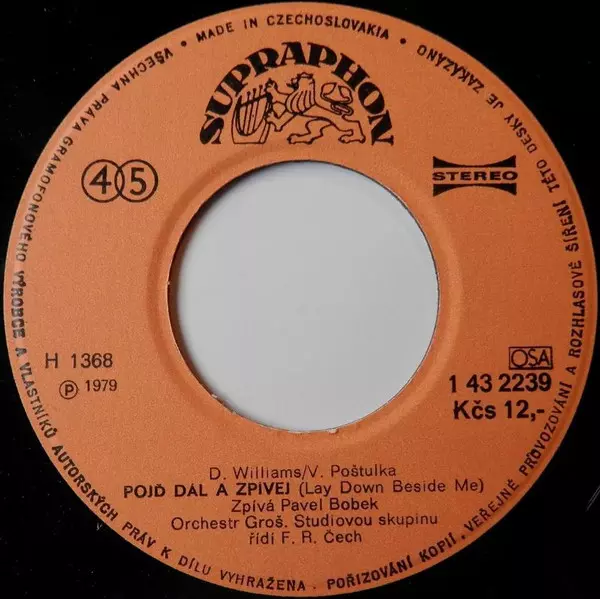 VŠECHNA PRÁVA GRAMOFONOVÉHO VÝROBCE A VLASTNÍKŮ AUTORSKÝCH PRÁV K DÍLU VYHRAŽENA · POŘIZOVÁNÍ KOPIÍ, VEŘEJNÉ PROVOZOVÁNÍ A ROZHLASOVÉ ŠÍŘENÍ TÉTO DESKY JE ZAKÁZÁNO
MADE IN CZECHOSLOVAKIA
SUPRAPHON
45
STEREO
H 1368
Ⓟ 1979
OSA
1 43 2239
Kčs 12,-
D. Williams/V. Poštulka
POJĎ DÁL A ZPÍVEJ (Lay Down Beside Me)
Zpívá Pavel Bobek
Orchestr Groš. Studiovou skupinu
řídí F. R. Čech